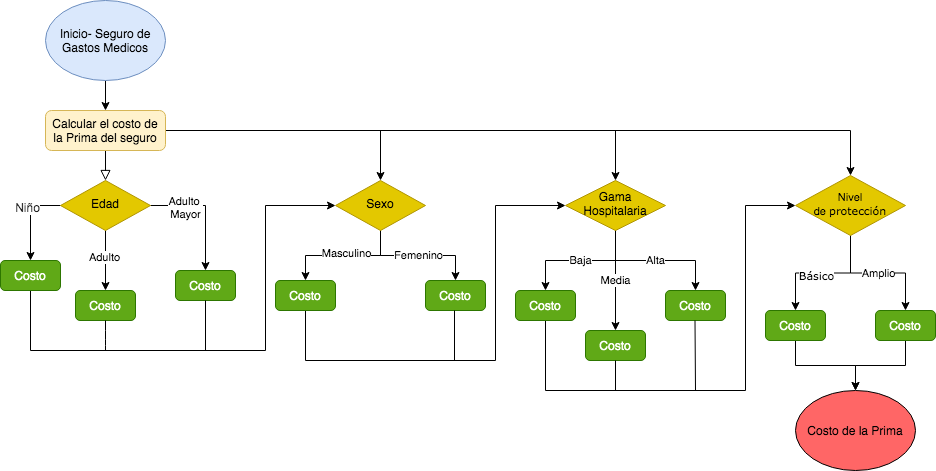 Inicio- Seguro de
Gastos Medicos
Calcular el costo de
la Prima del seguro
Edad
Niño
Adulto
Adulto
Mayor
Costo
Costo
Costo
Sexo
Masculino
Femenino
Costo
Costo
Gama
Hospitalaria
Baja
Media
Alta
Costo
Costo
Costo
Nivel
de protección
Básico
Amplio
Costo
Costo
Costo de la Prima